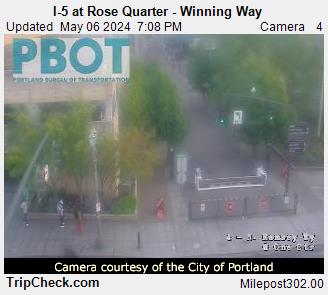 I-5 at Rose Quarter - Winning Way
Updated May 06 2024 7:08 PM Camera 4
PBOT
PORTLAND BUREAU OF TRANSPORTATION
Camera courtesy of the City of Portland
TripCheck.com Milepost302.00